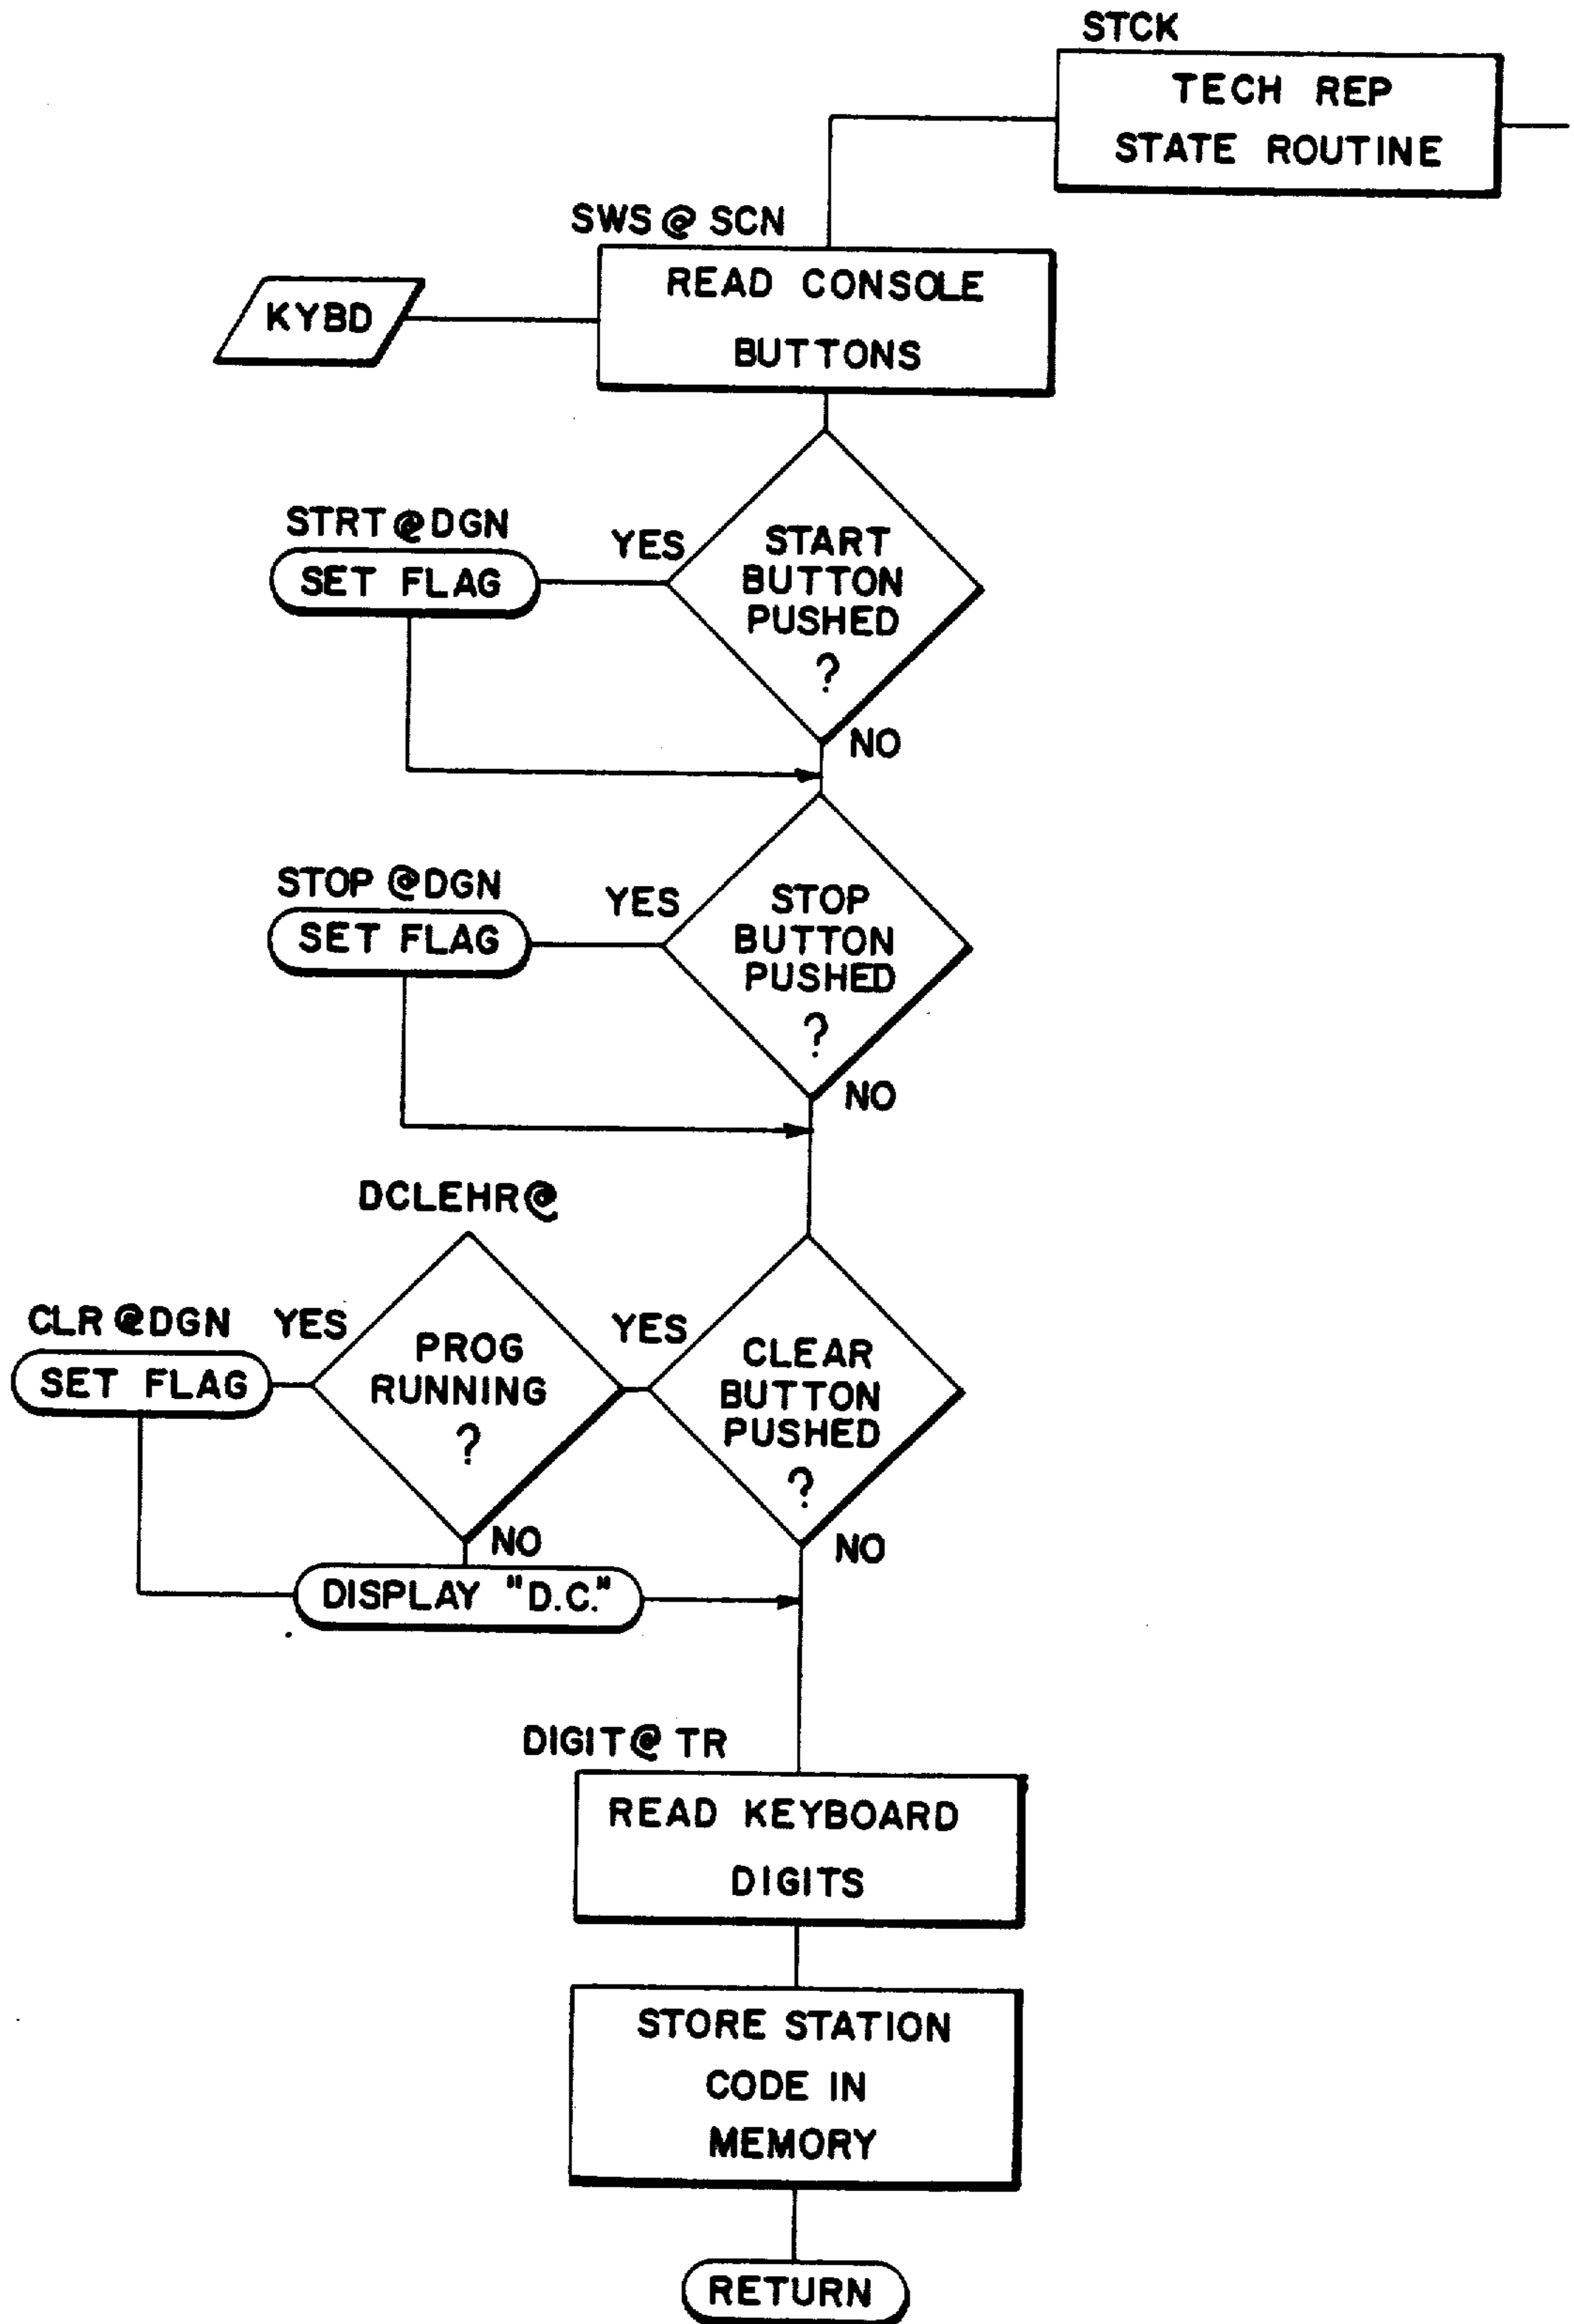 STCK
TECH REP
STATE ROUTINE
SWS @ SCN
READ CONSOLE
BUTTONS
KYBD
STRT @ DGN
SET FLAG
YES
START
BUTTON
PUSHED
?
NO
STOP @DGN
SET FLAG
YES
STOP
BUTTON
PUSHED
?
NO
DCLEHR@
CLR @DGN
SET FLAG
YES
PROG
RUNNING
?
NO
YES
CLEAR
BUTTON
PUSHED
?
NO
DISPLAY "D.C."
DIGIT@ TR
READ KEYBOARD
DIGITS
STORE STATION
CODE IN
MEMORY
RETURN